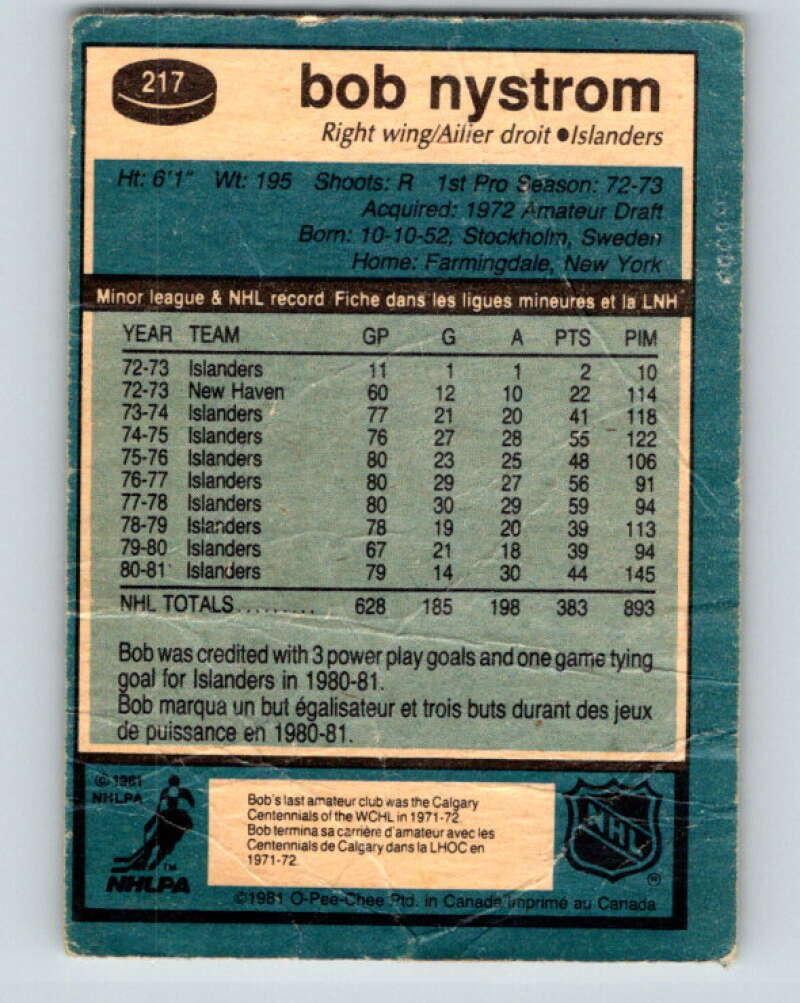 217
bob nystrom
Right wing/Ailier droit ●Islanders
Ht: 6'1" Wt: 195 Shoots: R 1st Pro Season: 72-73
Acquired: 1972 Amateur Draft
Born: 10-10-52, Stockholm, Sweden
Home: Farmingdale, New York
Minor league & NHL record Fiche dans les ligues mineures et la LNH
YEAR TEAM GP G A PTS PIM
72-73 Islanders 11 1 1 2 10
72-73 New Haven 60 12 10 22 114
73-74 Islanders 77 21 20 41 118
74-75 Islanders 76 27 28 55 122
75-76 Islanders 80 23 25 48 106
76-77 Islanders 80 29 27 56 91
77-78 Islanders 80 30 29 59 94
78-79 Islanders 78 19 20 39 113
79-80 Islanders 67 21 18 39 94
80-81 Islanders 79 14 30 44 145
NHL TOTALS......... 628 185 198 383 893
Bob was credited with 3 power play goals and one game tying
goal for Islanders in 1980-81.
Bob marqua un but égalisateur et trois buts durant des jeux
de puissance en 1980-81.
© 1981
NHLPA
TM
NHLPA
Bob's last amateur club was the Calgary
Centennials of the WCHL in 1971-72.
Bob termina sa carrière d'amateur avec les
Centennials de Calgary dans la LHOC en
1971-72.
NHL
®
©1981 O-Pee-Chee Ptd. in Canada Imprimé au Canada